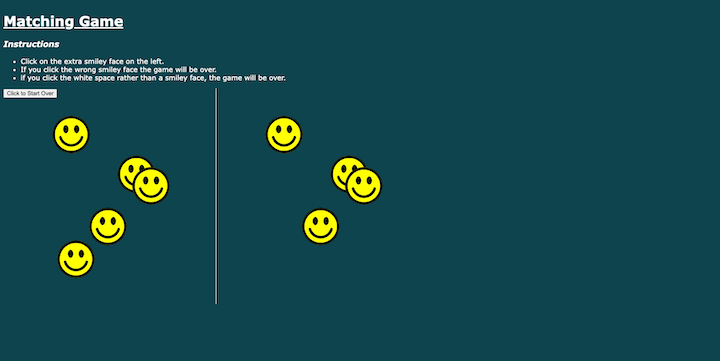 Matching Game
Instructions
Click on the extra smiley face on the left.
If you click the wrong smiley face the game will be over.
if you click the white space rather than a smiley face, the game will be over.
Click to Start Over